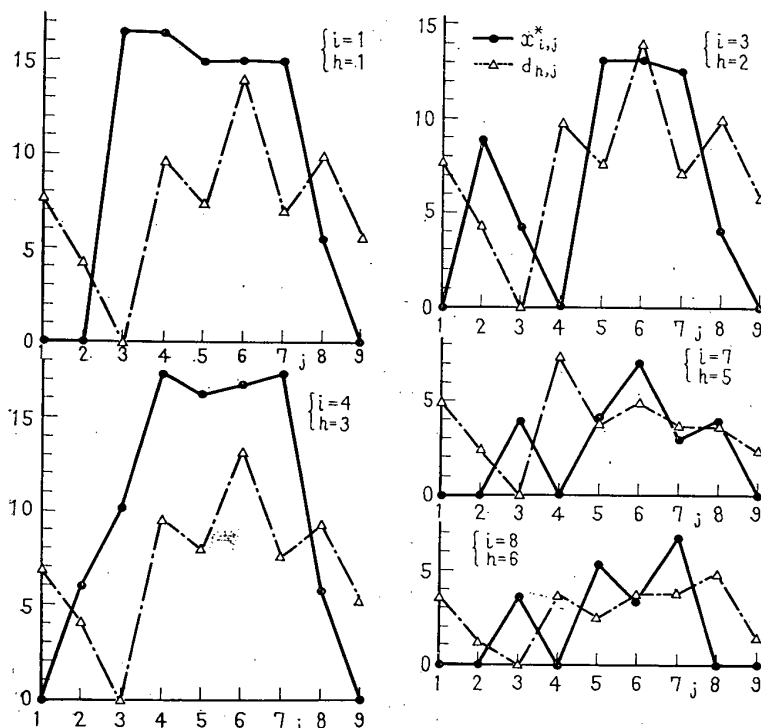 15
10
5
0
{ i=1
h=1
1 2 3 4 5 6 7 j 8 9
15
10
5
0
{ i=3
h=2
x*i,j
dh,j
1 2 3 4 5 6 7 j 8 9
15
10
5
0
{ i=4
h=3
1 2 3 4 5 6 7 j 8 9
5
0
{ i=7
h=5
1 2 3 4 5 6 7 j 8 9
5
0
{ i=8
h=6
1 2 3 4 5 6 7 j 8 9